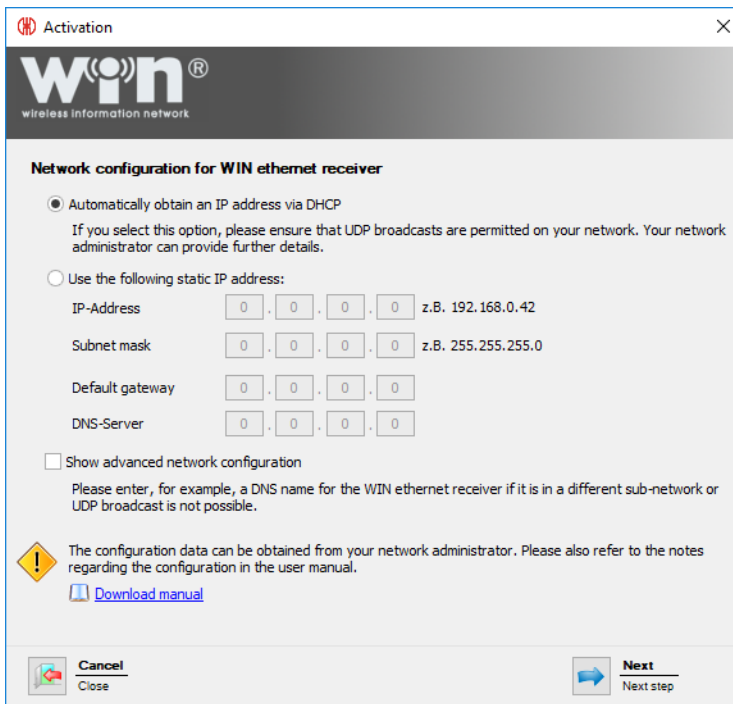 Activation
WIN®
wireless information network
Network configuration for WIN ethernet receiver
Automatically obtain an IP address via DHCP
If you select this option, please ensure that UDP broadcasts are permitted on your network. Your network
administrator can provide further details.
Use the following static IP address:
IP-Address 0 . 0 . 0 . 0 z.B. 192.168.0.42
Subnet mask 0 . 0 . 0 . 0 z.B. 255.255.255.0
Default gateway 0 . 0 . 0 . 0
DNS-Server 0 . 0 . 0 . 0
Show advanced network configuration
Please enter, for example, a DNS name for the WIN ethernet receiver if it is in a different sub-network or
UDP broadcast is not possible.
The configuration data can be obtained from your network administrator. Please also refer to the notes
regarding the configuration in the user manual.
Download manual
Cancel
Close
Next
Next step